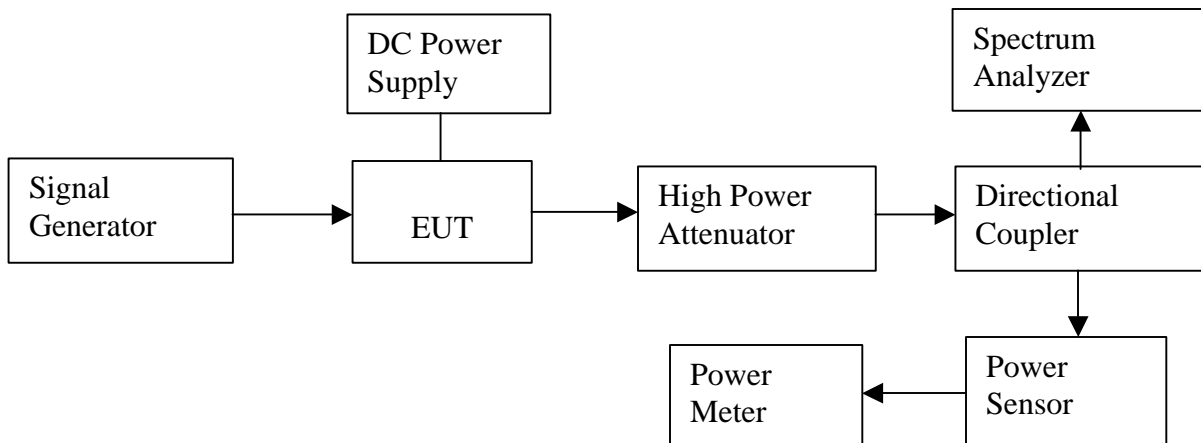 DC Power
Supply
Spectrum
Analyzer
Signal
Generator
EUT
High Power
Attenuator
Directional
Coupler
Power
Meter
Power
Sensor